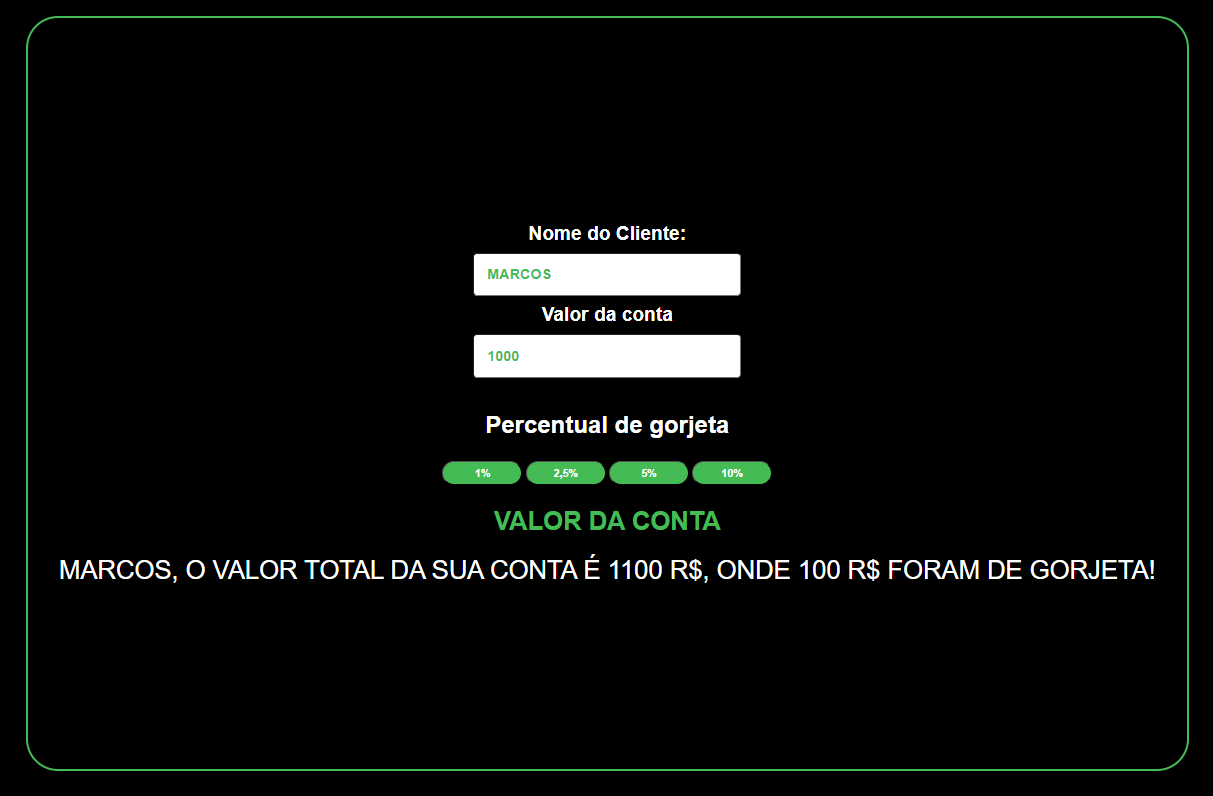 Nome do Cliente:
MARCOS
Valor da conta
1000
Percentual de gorjeta
1% 2,5% 5% 10%
VALOR DA CONTA
MARCOS, O VALOR TOTAL DA SUA CONTA É 1100 R$, ONDE 100 R$ FORAM DE GORJETA!